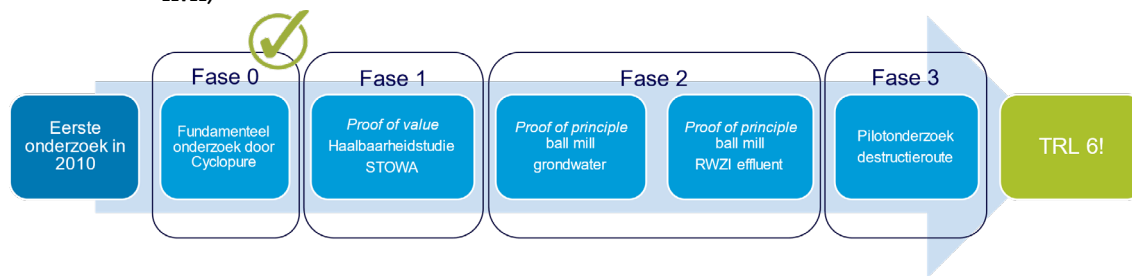 Fase 0
Fase 1
Fase 2
Fase 3
Eerste
onderzoek in
2010
Fundamenteel
onderzoek door
Cyclopure
Proof of value
Haalbaarheidstudie
STOWA
Proof of principle
ball mill
grondwater
Proof of principle
ball mill
RWZI effluent
Pilotonderzoek
destructieroute
TRL 6!